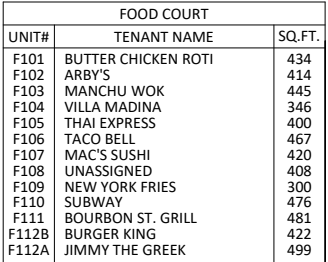 FOOD COURT
UNIT# TENANT NAME SQ.FT.
F101 BUTTER CHICKEN ROTI 434
F102 ARBY'S 414
F103 MANCHU WOK 445
F104 VILLA MADINA 346
F105 THAI EXPRESS 400
F106 TACO BELL 467
F107 MAC'S SUSHI 420
F108 UNASSIGNED 408
F109 NEW YORK FRIES 300
F110 SUBWAY 476
F111 BOURBON ST. GRILL 481
F112B BURGER KING 422
F112A JIMMY THE GREEK 499